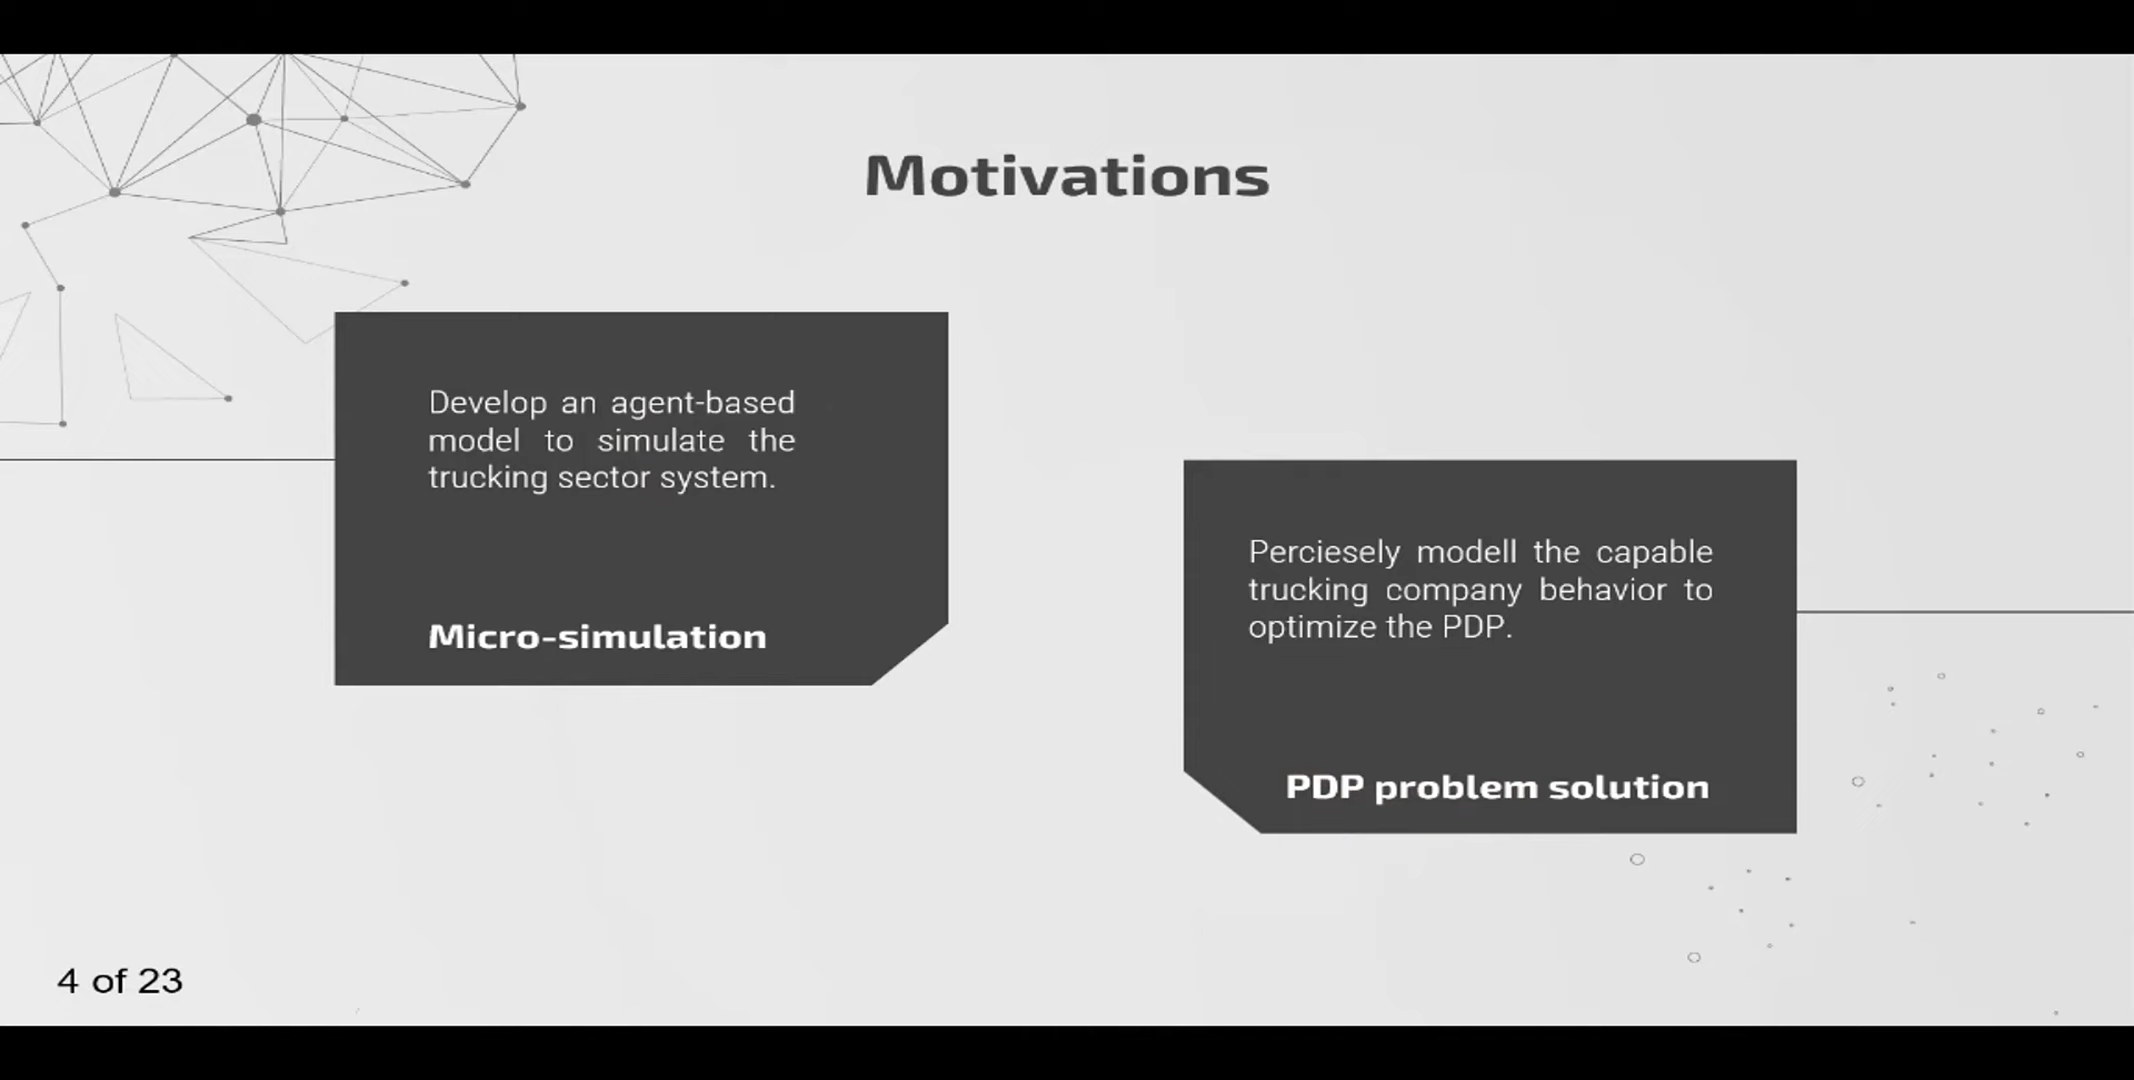 Motivations
Develop an agent-based
model to simulate the
trucking sector system.
Micro-simulation
Perciesely modell the capable
trucking company behavior to
optimize the PDP.
PDP problem solution
4 of 23